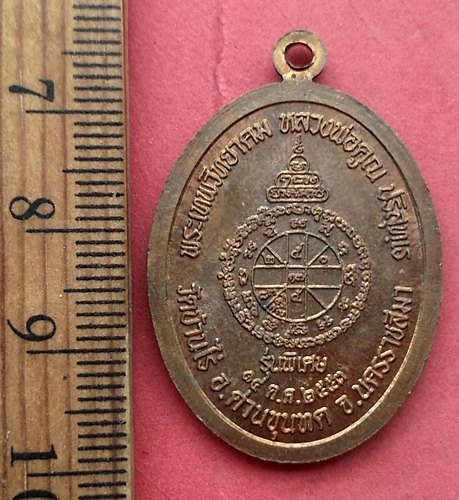 7
8
9
10
พระเทพวิทยาคม หลวงพ่อคูณ ปริสุทโธ
รุ่นพิเศษ
๑๔ ต.ค.๒๕๕๓
วัดบ้านไร่ อ.ด่านขุนทด จ.นครราชสีมา